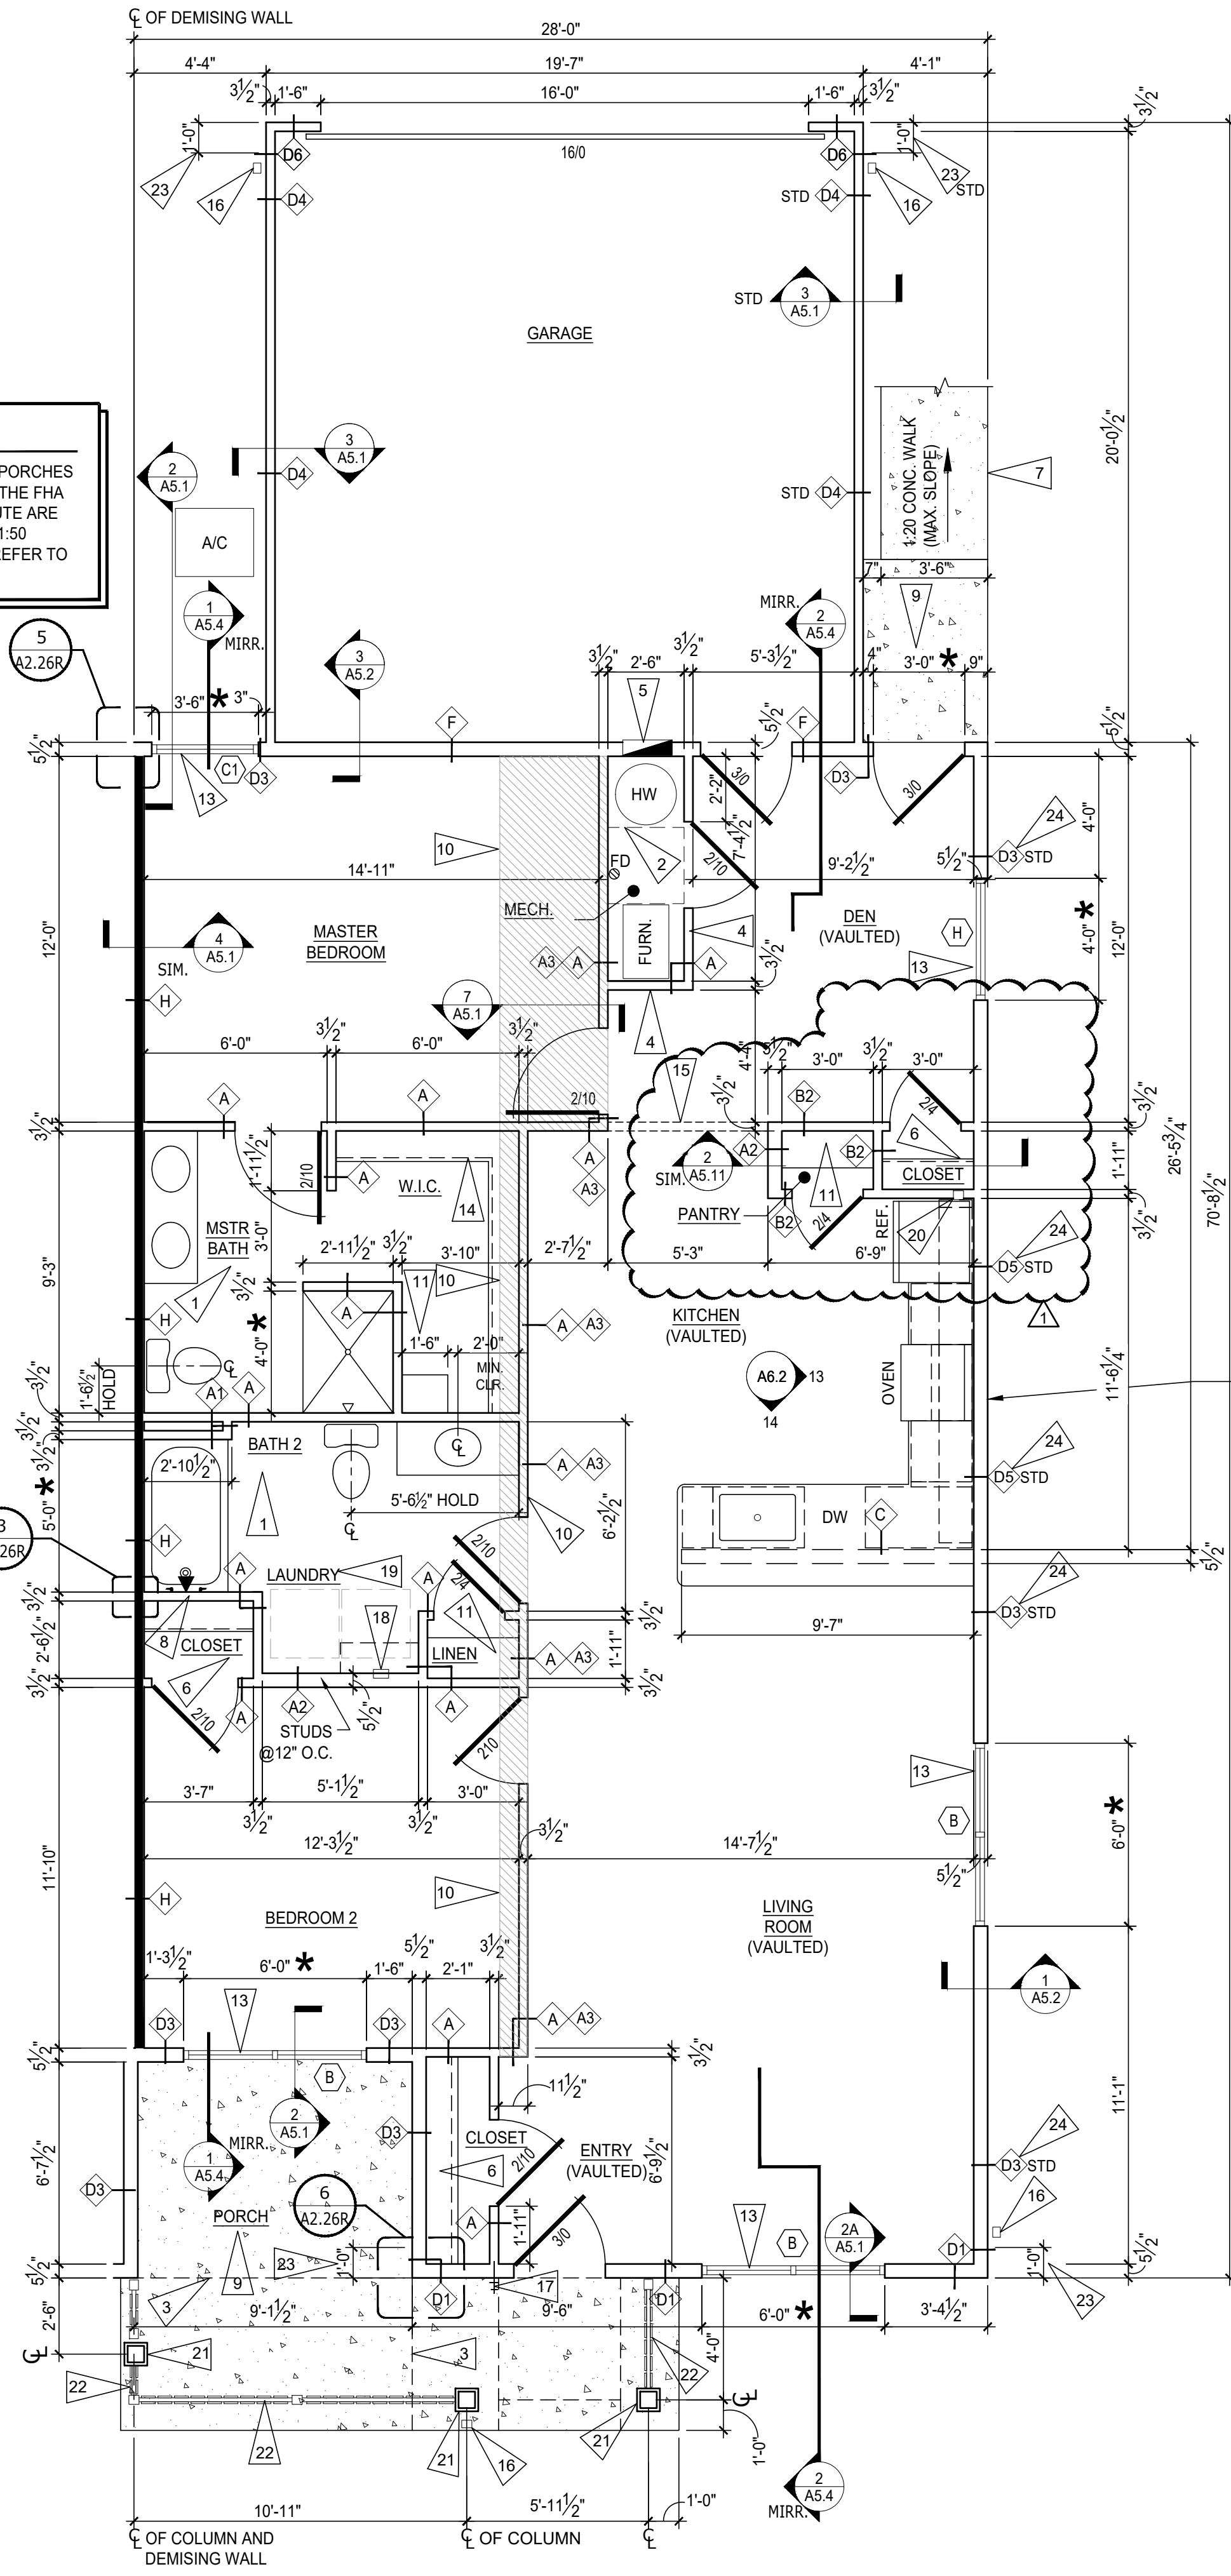 ℄ OF DEMISING WALL
28'-0"
4'-4" 19'-7" 4'-1"
3½" 1'-6" 16'-0" 1'-6" 3½"
3½"
1'-0" D6 16/0 D6 1'-0"
23 16 D4 STD D4 16 23 STD
3
STD A5.1
GARAGE
20'-0½"
PORCHES
THE FHA
UTE ARE
1:50
REFER TO
2
A5.1
3
A5.1
D4 STD D4
1:20 CONC. WALK
(MAX. SLOPE)
7
A/C
7" 3'-6"
9
1
A5.4
MIRR.
MIRR.
2
A5.4
5
A2.26R
3
A5.2
3½" 2'-6" 3½" 5'-3½" 4" 3'-0" * 9"
3'-6" * 3"
5
5½" F 5½" F 5½"
C1 D3 D3
13
HW 2'-2" 3/0 3/0
4'-0"
24
10 2 2/10 7'-4½"
FD
5½" D3 STD
14'-11" 9'-2½"
MECH.
4'-0" *
12'-0" 12'-0"
4
A5.1
SIM.
MASTER
BEDROOM
DEN
(VAULTED)
H
FURN. 4
A3 A A 3½"
13
H
7
A5.1
4
3½" 3½"
6'-0" 6'-0"
15 4'-4" 5½" 3'-0" 3½" 3'-0"
A A 2/10 3½" B2 2/4
3½" 3½"
26'-5¾"
70'-8½"
1'-11½" 2/10 A A A3
A2 B2 6
2
SIM. A5.11
CLOSET 1'-11"
W.I.C.
14
11
PANTRY B2 2/4 REF. 20
3½"
24
MSTR
BATH
3'-0"
2'-11½" 3½" 3'-10" 2'-7½" 5'-3" 6'-9"
D5 STD
9'-3"
3½" 11 10
1 A
1
H 4'-0" * A A3
KITCHEN
(VAULTED)
1'-6" 2'-0"
MIN.
CLR.
℄
3½" 1'-6½"
HOLD
A1 A
A6.2 13
14
OVEN
11'-6¼"
3½" BATH 2
3½"
2'-10½"
℄
A A3
24
D5 STD
5'-0" * 1 5'-6½" HOLD
℄
10 6'-2½"
DW C
26R
H
2/10
5½"
A LAUNDRY 19 A 2/4
24
3½" 3½" D3 STD
18 11
2'-6½" 8 CLOSET LINEN A A3 1'-11" 9'-7"
3½" 6 3½"
2/10 A A2 A
STUDS
@12" O.C.
5½" 210
13
3'-7" 5'-1½" 3'-0"
3½" 3½"
B 6'-0" *
12'-3½" 3½" 14'-7½"
5½"
11'-10"
H 10
BEDROOM 2
LIVING
ROOM
(VAULTED)
1'-3½" 6'-0" * 1'-6" 5½" 2'-1" 3½"
1
A5.2
D3 13 D3 A A A3
5½" 3½"
B
11½"
11'-1"
2
A5.1
D3
CLOSET
ENTRY
(VAULTED)
24
1
A5.4
MIRR.
6'-7½" 2/10 6'-9½"
D3 6 D3 STD
6
A2.26R
16
PORCH A 1'-11" 3/0 13
2A
A5.1
B D1
9 23 1'-0"
5½" 5½"
1'-0"
3 D1 17 D1 23
2'-6" 9'-1½" 9'-6" 6'-0" * 3'-4½"
℄ 21 3 22 4'-0"
22
℄
22 21 16 21 1'-0"
2
A5.4
MIRR.
10'-11" 5'-11½" 1'-0"
℄ OF COLUMN AND ℄ OF COLUMN ℄
DEMISING WALL